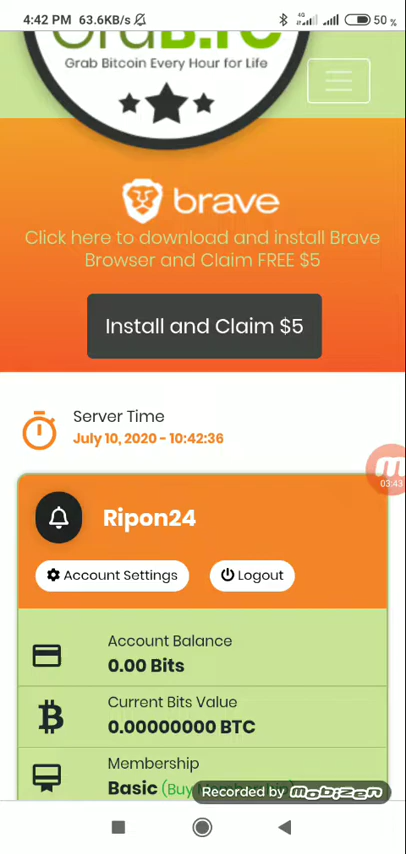 4:42 PM 63.6KB/s
4G
50 %
Grab Bitcoin Every Hour for Life
brave
Click here to download and install Brave
Browser and Claim FREE $5
Install and Claim $5
Server Time
July 10, 2020 - 10:42:36
03:43
Ripon24
Account Settings
Logout
Account Balance
0.00 Bits
Current Bits Value
0.00000000 BTC
Membership
Basic (Buy
Recorded by mobizen